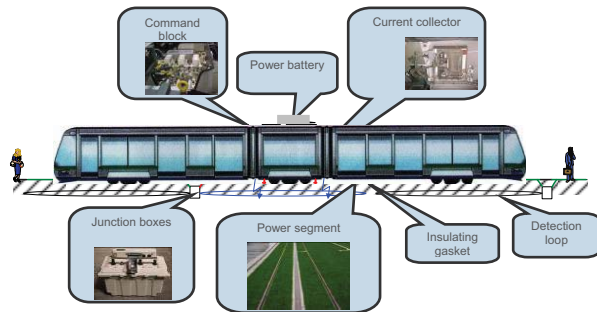 Command
block
Current collector
Power battery
Junction boxes
Power segment
Insulating
gasket
Detection
loop